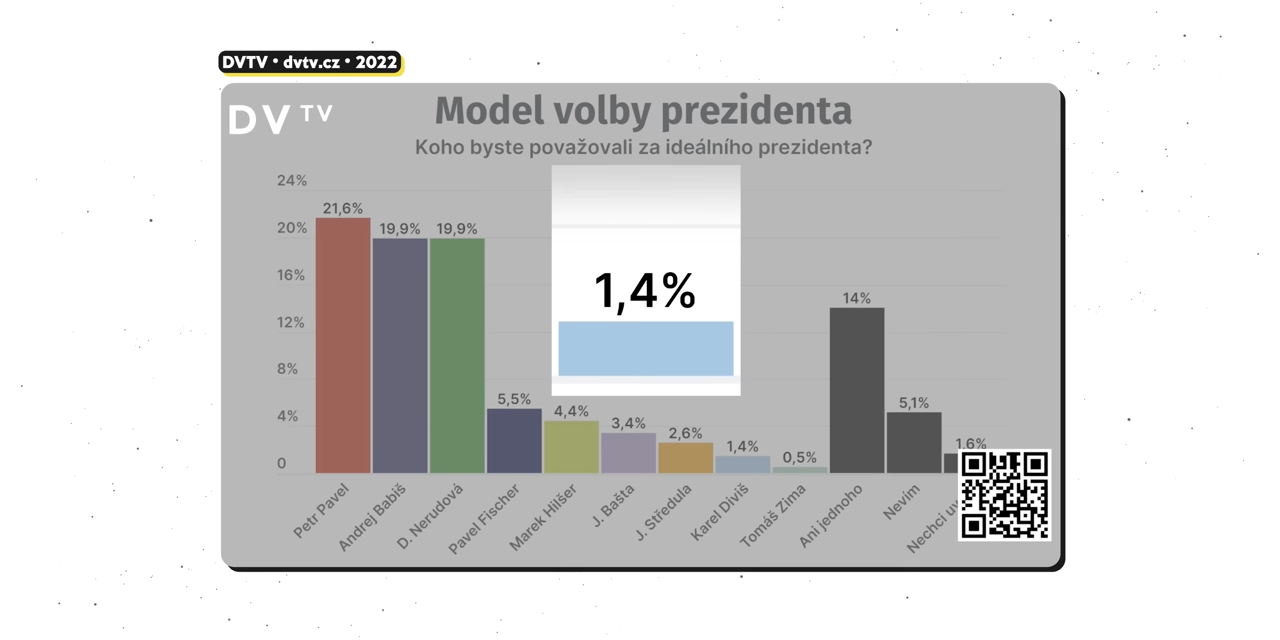 DVTV • dvtv.cz • 2022
DV TV
Model volby prezidenta
Koho byste považovali za ideálního prezidenta?
24%
20%
16%
12%
8%
4%
0
21,6%
19,9%
19,9%
5,5%
4,4%
3,4%
2,6%
1,4%
0,5%
14%
5,1%
1,6%
1,4%
Petr Pavel
Andrej Babiš
D. Nerudová
Pavel Fischer
Marek Hilšer
J. Bašta
J. Středula
Karel Diviš
Tomáš Zima
Ani jednoho
Nevím
Nechci